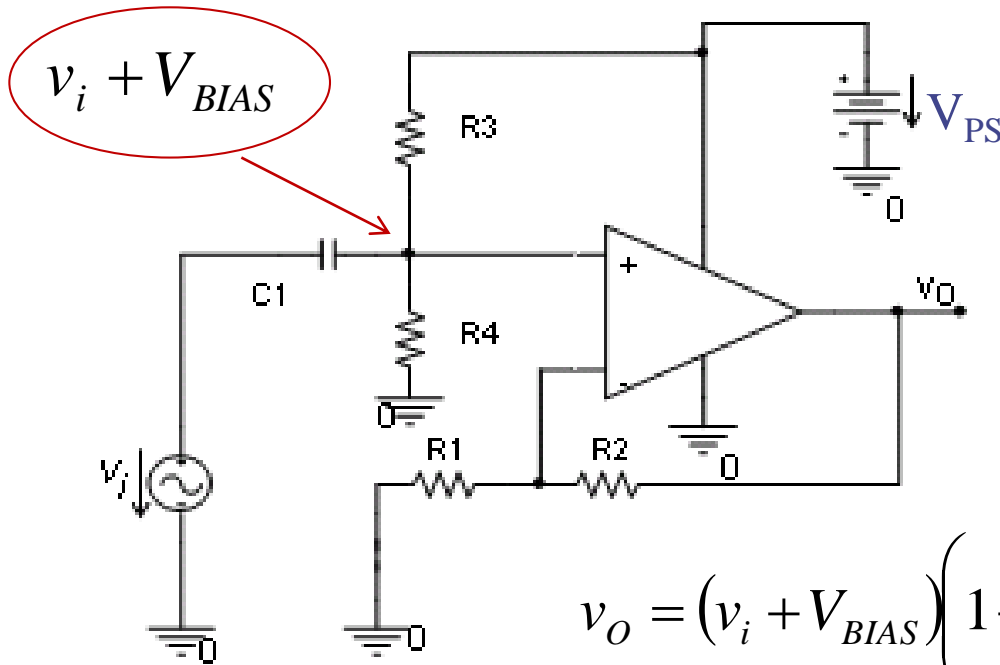 v_i + V_BIAS
R3
V_PS
+
-
0
C1
+
-
v_O
R4
0
0
R1
R2
v_i
v_O = (v_i + V_BIAS)(1
0
0